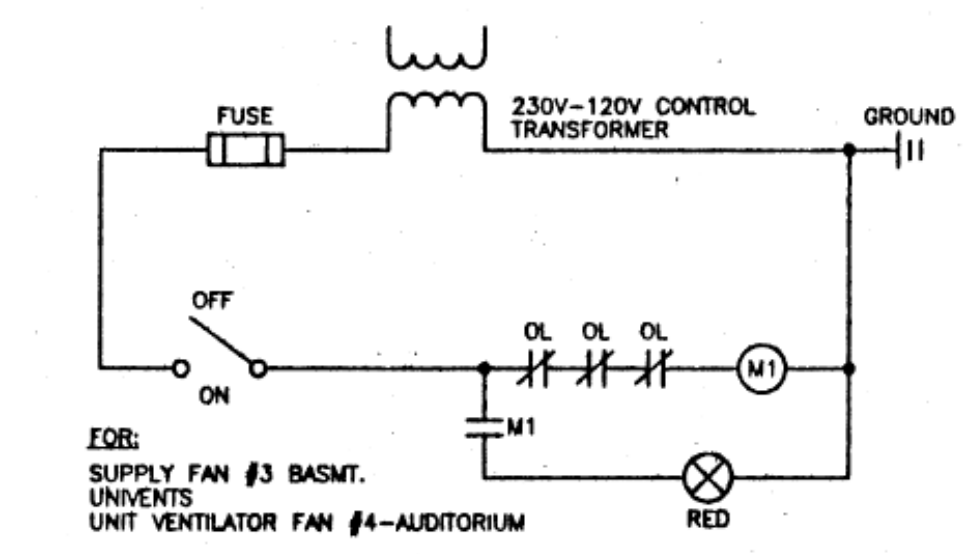 FUSE
230V-120V CONTROL
TRANSFORMER
GROUND
OFF
ON
OL OL OL
M1
M1
RED
FOR:
SUPPLY FAN #3 BASMT.
UNIVENTS
UNIT VENTILATOR FAN #4-AUDITORIUM